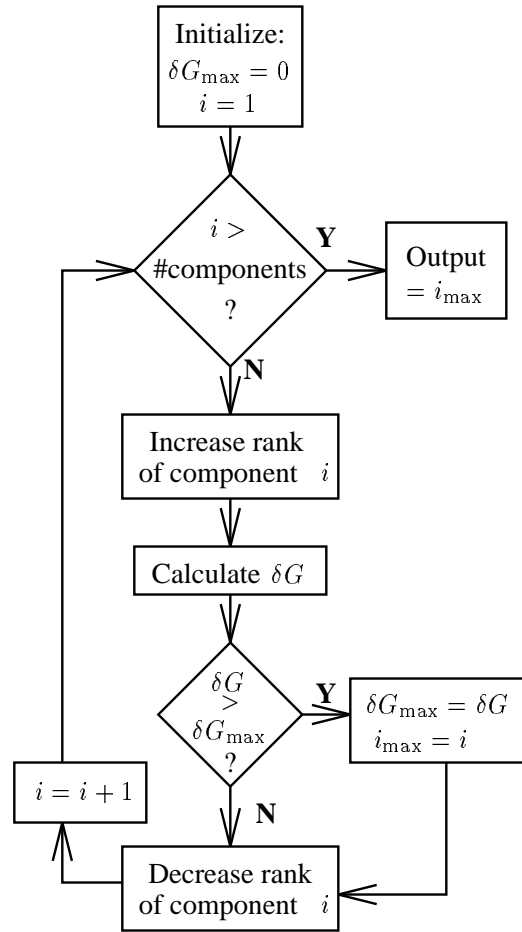 Initialize:
δG_max = 0
i = 1
i >
#components
?
Y
Output
= i_max
N
Increase rank
of component i
Calculate δG
δG
>
δG_max
?
Y
δG_max = δG
i_max = i
N
i = i + 1
Decrease rank
of component i